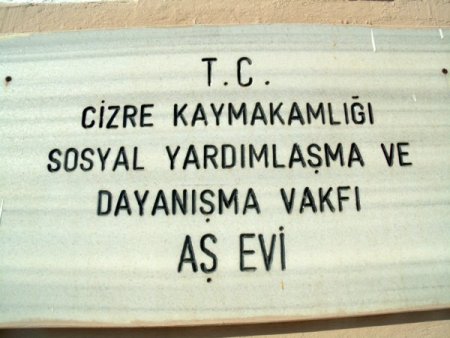 T.C.
CİZRE KAYMAKAMLIĞI
SOSYAL YARDIMLAŞMA VE
DAYANIŞMA VAKFI
AŞ EVİ